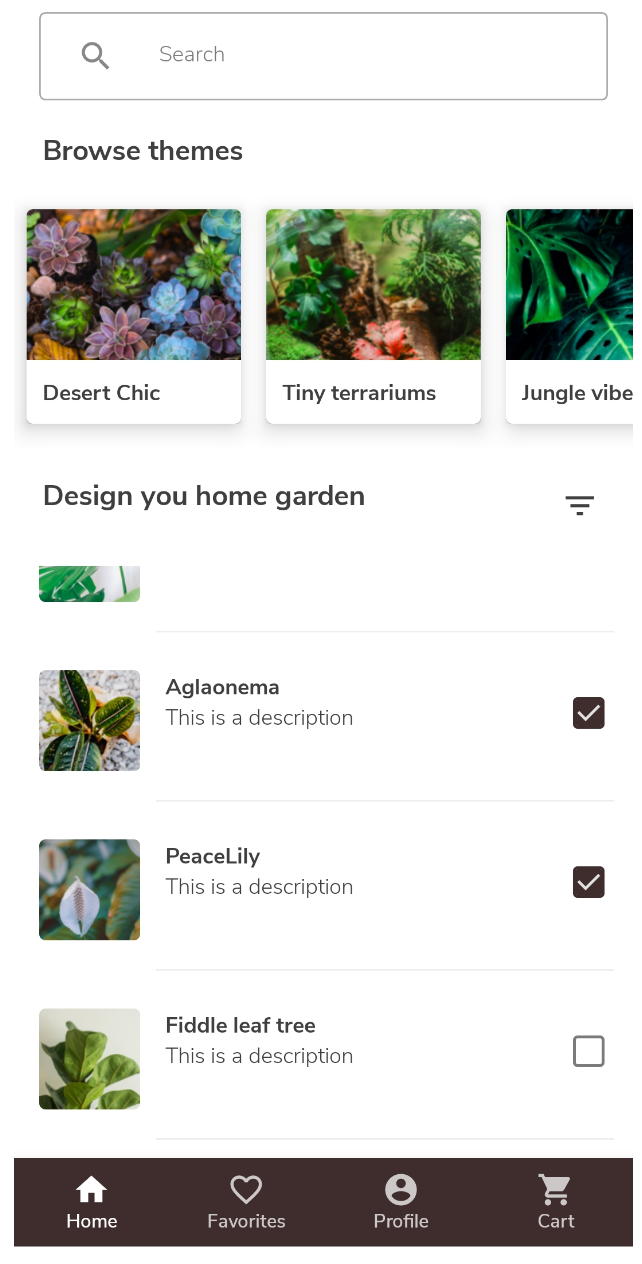 Search
Browse themes
Desert Chic
Tiny terrariums
Jungle vibe
Design you home garden
Aglaonema
This is a description
PeaceLily
This is a description
Fiddle leaf tree
This is a description
Home
Favorites
Profile
Cart